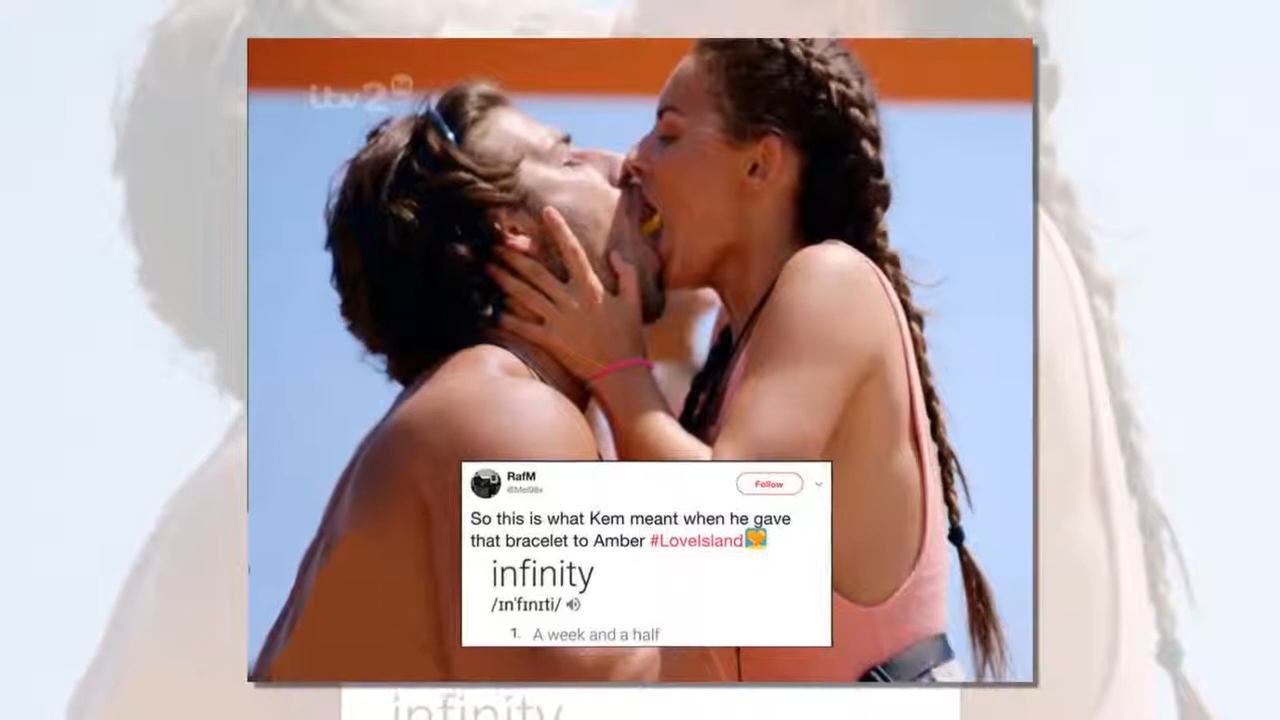 itv2
RafM
Follow
So this is what Kem meant when he gave
that bracelet to Amber #LoveIsland
infinity
/ɪnˈfɪnɪti/
1. A week and a half
infinity